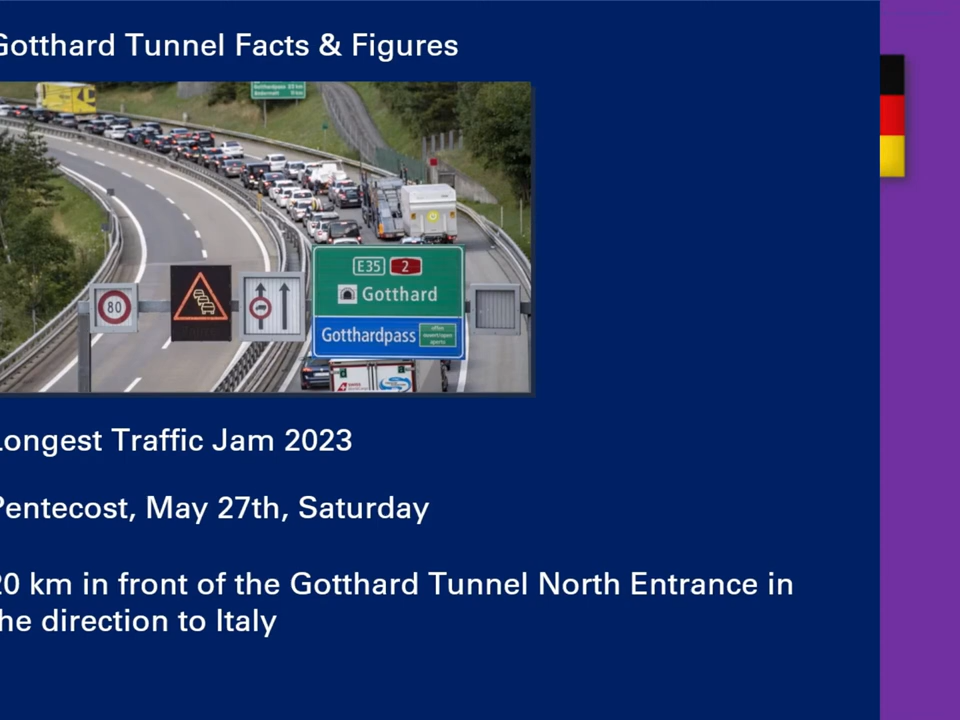 Gotthard Tunnel Facts & Figures
E35 2
Gotthard
Gotthardpass
80
Longest Traffic Jam 2023
Pentecost, May 27th, Saturday
20 km in front of the Gotthard Tunnel North Entrance in
the direction to Italy